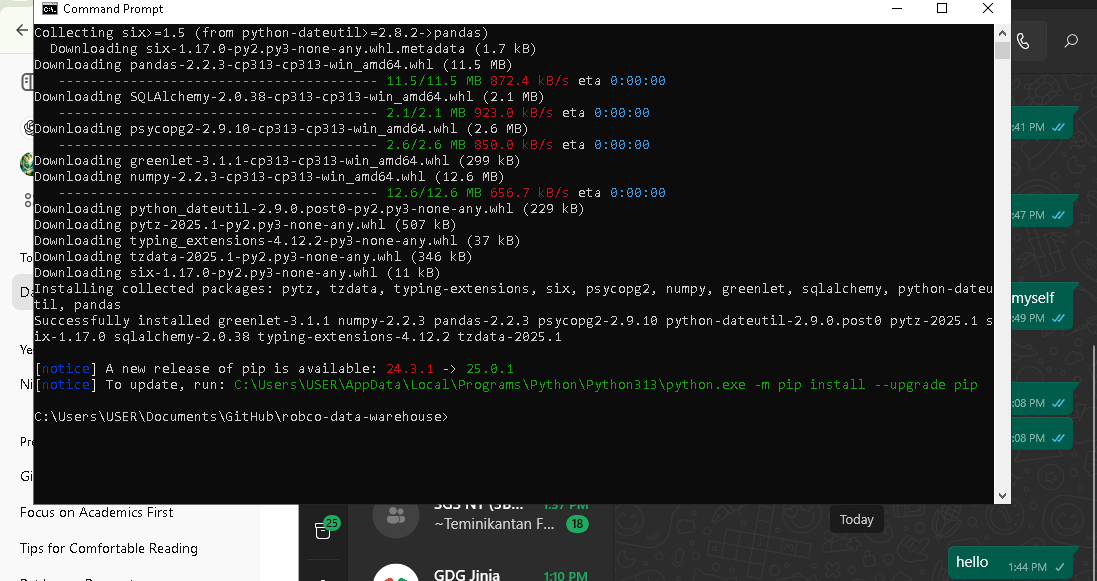 Command Prompt
Collecting six>=1.5 (from python-dateutil>=2.8.2->pandas)
  Downloading six-1.17.0-py2.py3-none-any.whl.metadata (1.7 kB)
Downloading pandas-2.2.3-cp313-cp313-win_amd64.whl (11.5 MB)
   ---------------------------------------- 11.5/11.5 MB 872.4 kB/s eta 0:00:00
Downloading SQLAlchemy-2.0.38-cp313-cp313-win_amd64.whl (2.1 MB)
   ---------------------------------------- 2.1/2.1 MB 923.0 kB/s eta 0:00:00
Downloading psycopg2-2.9.10-cp313-cp313-win_amd64.whl (2.6 MB)
   ---------------------------------------- 2.6/2.6 MB 850.0 kB/s eta 0:00:00
Downloading greenlet-3.1.1-cp313-cp313-win_amd64.whl (299 kB)
Downloading numpy-2.2.3-cp313-cp313-win_amd64.whl (12.6 MB)
   ---------------------------------------- 12.6/12.6 MB 656.7 kB/s eta 0:00:00
Downloading python_dateutil-2.9.0.post0-py2.py3-none-any.whl (229 kB)
Downloading pytz-2025.1-py2.py3-none-any.whl (507 kB)
Downloading typing_extensions-4.12.2-py3-none-any.whl (37 kB)
Downloading tzdata-2025.1-py2.py3-none-any.whl (346 kB)
Downloading six-1.17.0-py2.py3-none-any.whl (11 kB)
Installing collected packages: pytz, tzdata, typing-extensions, six, psycopg2, numpy, greenlet, sqlalchemy, python-dateu
til, pandas
Successfully installed greenlet-3.1.1 numpy-2.2.3 pandas-2.2.3 psycopg2-2.9.10 python-dateutil-2.9.0.post0 pytz-2025.1 s
ix-1.17.0 sqlalchemy-2.0.38 typing-extensions-4.12.2 tzdata-2025.1
[notice] A new release of pip is available: 24.3.1 -> 25.0.1
[notice] To update, run: C:\Users\USER\AppData\Local\Programs\Python\Python313\python.exe -m pip install --upgrade pip
C:\Users\USER\Documents\GitHub\robco-data-warehouse>
To
Da
Ye
Ni
Pr
Gi
Focus on Academics First
Tips for Comfortable Reading
:41 PM
:47 PM
myself
:49 PM
:08 PM
:08 PM
25
1:37 PM
~Teminikantan F...
18
GDG Jinja
1:10 PM
Today
hello
1:44 PM